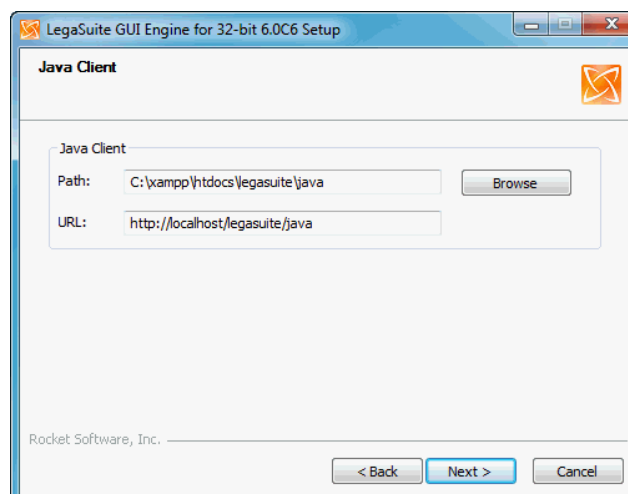 LegaSuite GUI Engine for 32-bit 6.0C6 Setup
Java Client
Java Client
Path: C:\xampp\htdocs\legasuite\java Browse
URL: http://localhost/legasuite/java
Rocket Software, Inc.
< Back Next > Cancel